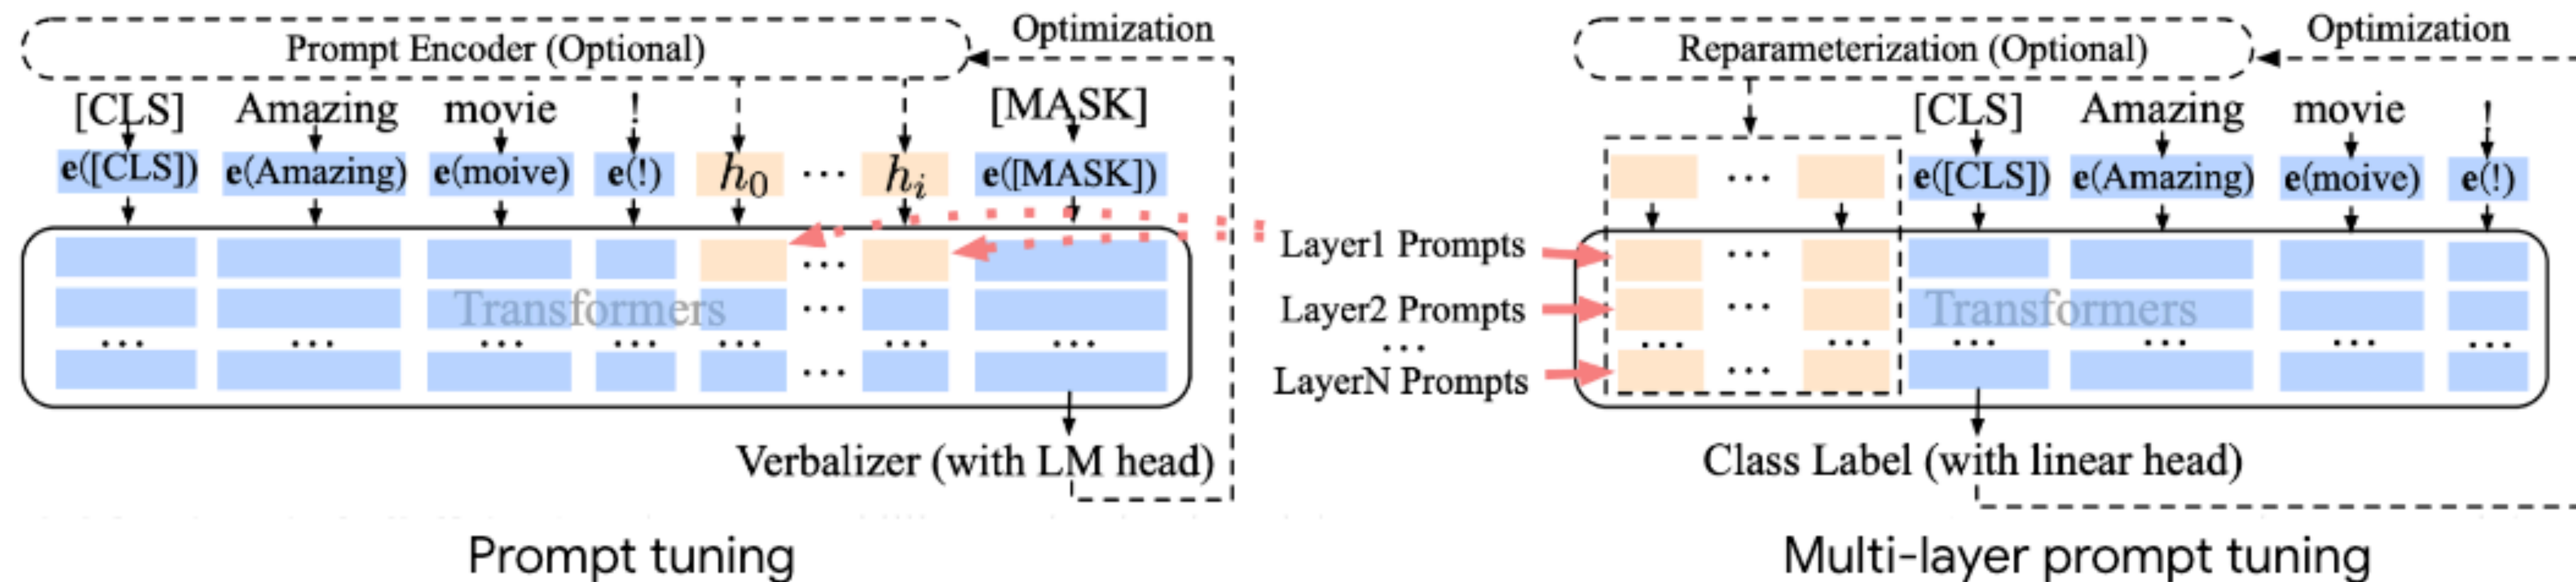 Prompt Encoder (Optional)
Optimization
[CLS] Amazing movie ! [MASK]
e([CLS]) e(Amazing) e(moive) e(!) h0 ... hi e([MASK])
...
Transformers ...
... ... ... ... ... ... ...
...
Verbalizer (with LM head)
Prompt tuning
Layer1 Prompts
Layer2 Prompts
...
LayerN Prompts
Reparameterization (Optional)
Optimization
[CLS] Amazing movie !
... e([CLS]) e(Amazing) e(moive) e(!)
...
... Transformers
... ... ... ... ... ...
...
Class Label (with linear head)
Multi-layer prompt tuning